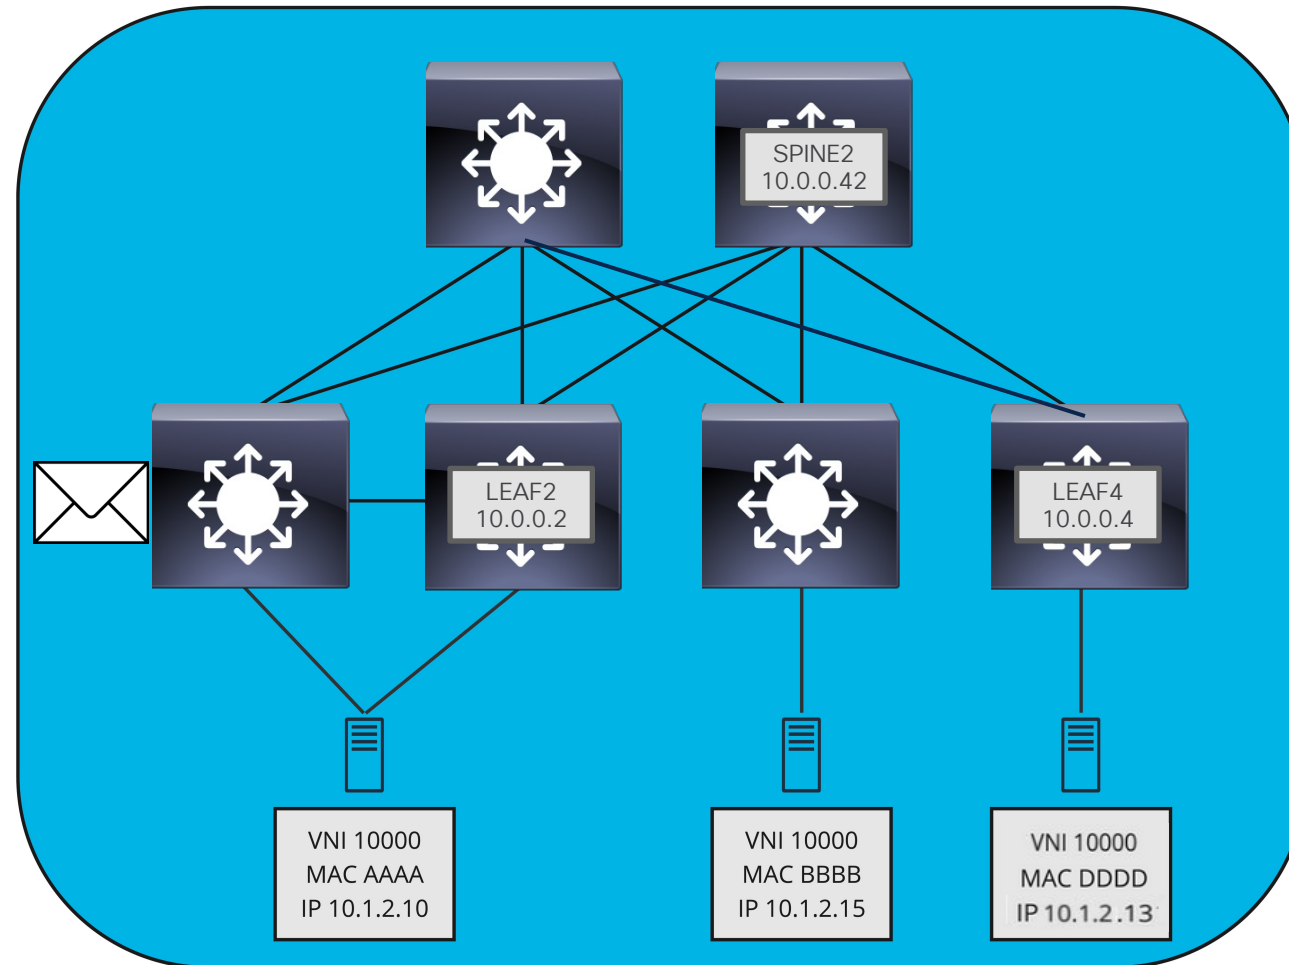 SPINE2
10.0.0.42
LEAF2
10.0.0.2
LEAF4
10.0.0.4
VNI 10000
MAC AAAA
IP 10.1.2.10
VNI 10000
MAC BBBB
IP 10.1.2.15
VNI 10000
MAC DDDD
IP 10.1.2.13